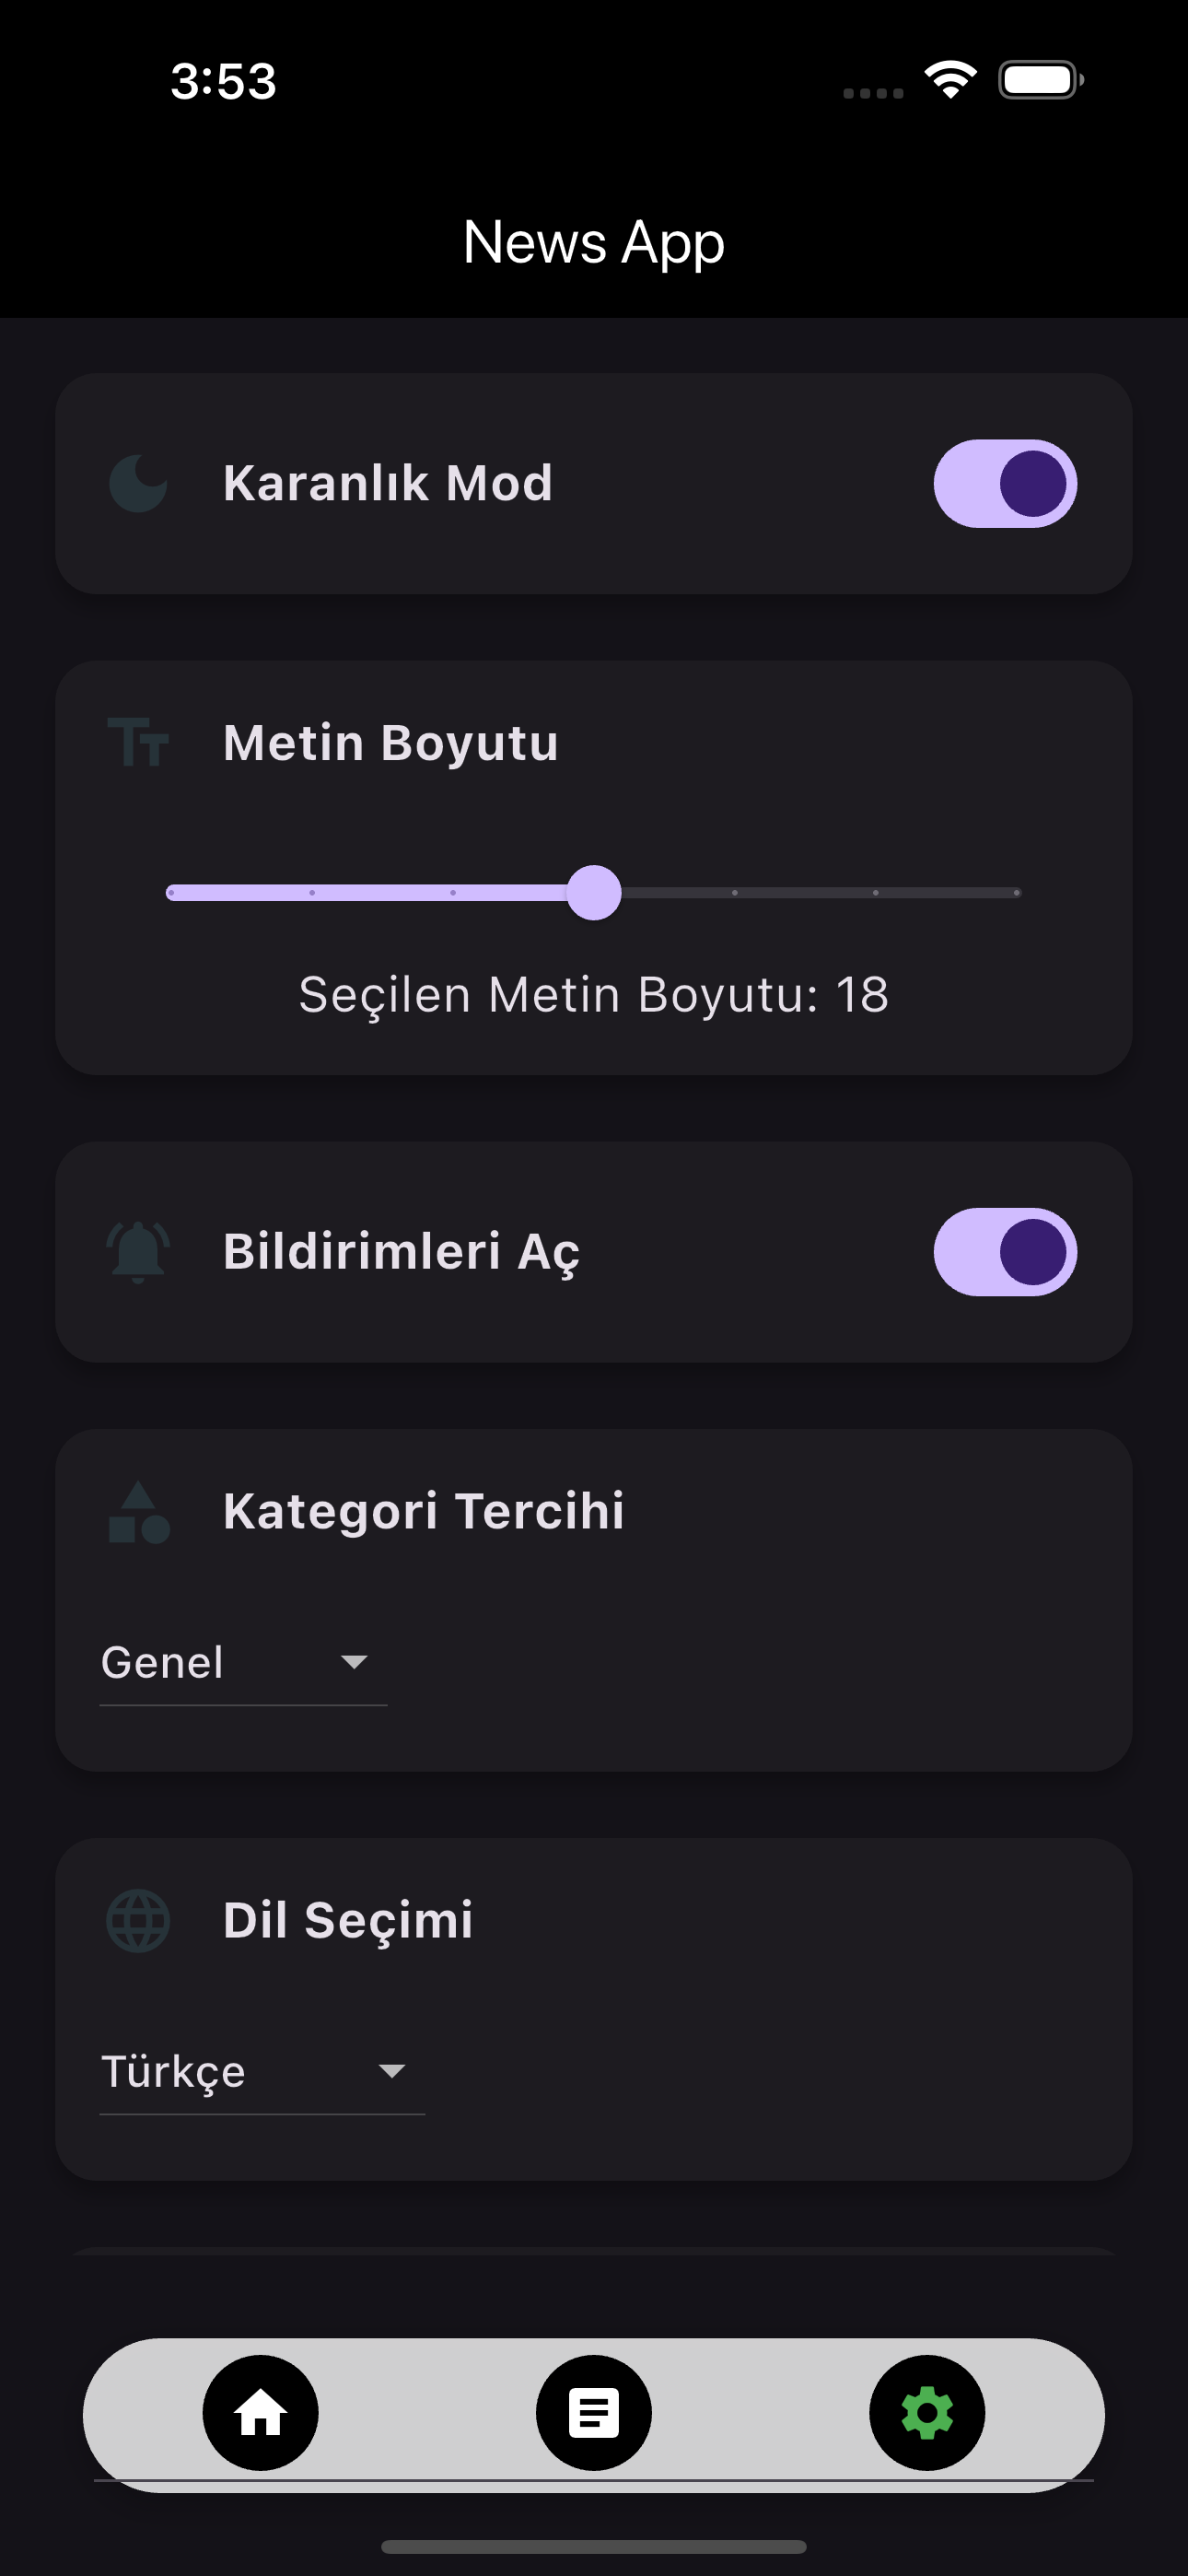 3:53
News App
Karanlık Mod
Metin Boyutu
Seçilen Metin Boyutu: 18
Bildirimleri Aç
Kategori Tercihi
Genel
Dil Seçimi
Türkçe